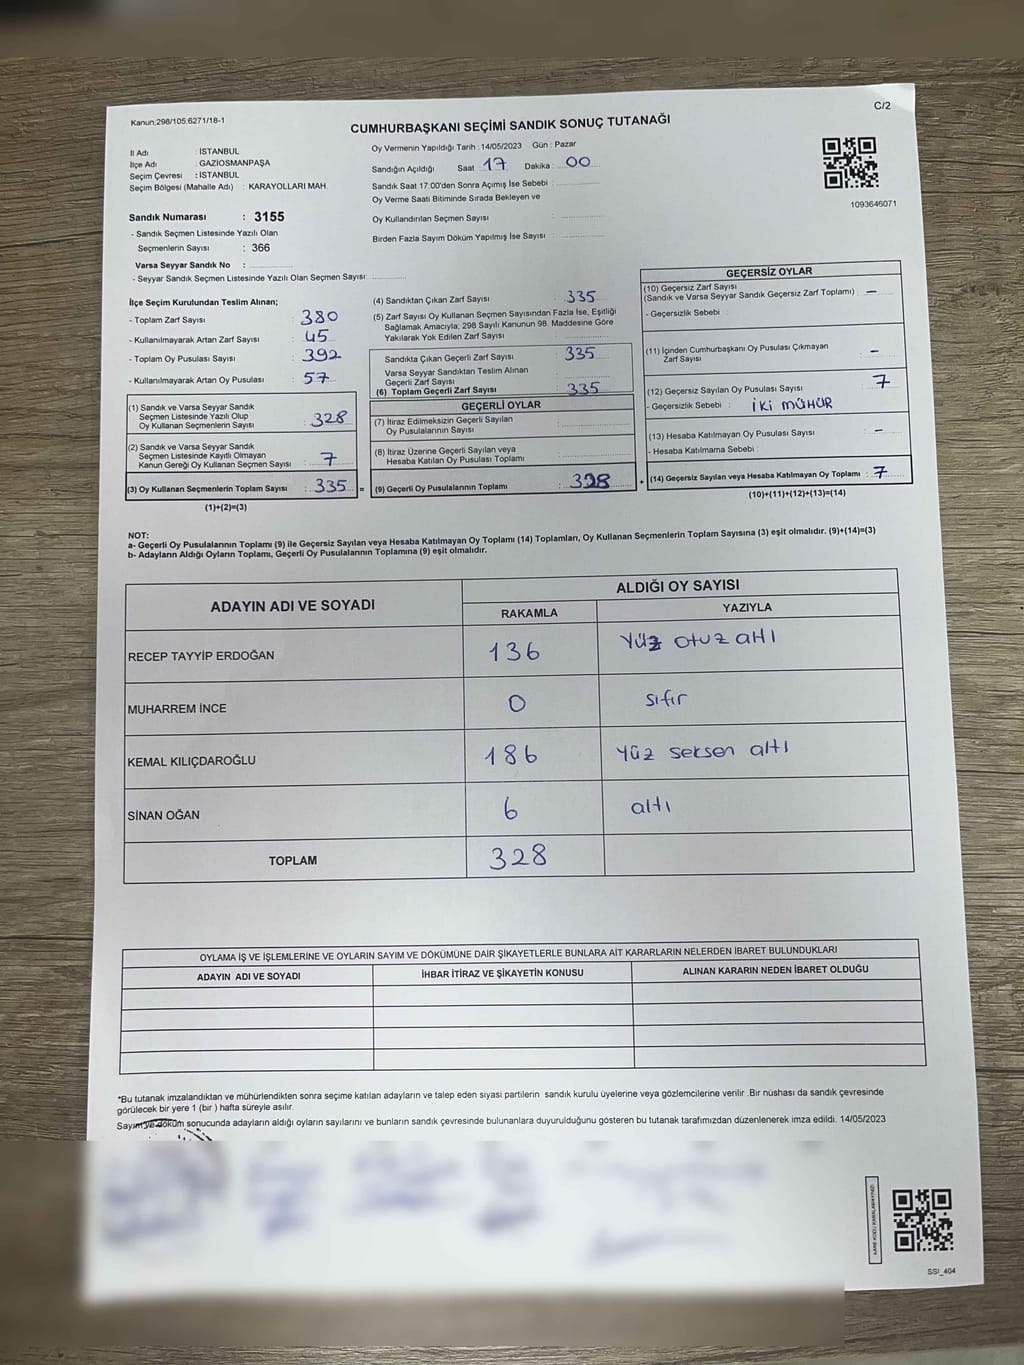 Kanun;298/105;6271/18-1
C/2
CUMHURBAŞKANI SEÇİMİ SANDIK SONUÇ TUTANAĞI
İl Adı : İSTANBUL
İlçe Adı : GAZİOSMANPAŞA
Seçim Çevresi : İSTANBUL
Seçim Bölgesi (Mahalle Adı) : KARAYOLLARI MAH.
Oy Vermenin Yapıldığı Tarih :14/05/2023 Gün : Pazar
Sandığın Açıldığı Saat 17 Dakika : 00
Sandık Saat 17:00'den Sonra Açımış İse Sebebi :
Oy Verme Saati Bitiminde Sırada Bekleyen ve
Oy Kullandırılan Seçmen Sayısı :
Birden Fazla Sayım Döküm Yapılmış İse Sayısı :
1093646071
Sandık Numarası : 3155
- Sandık Seçmen Listesinde Yazılı Olan
Seçmenlerin Sayısı : 366
Varsa Seyyar Sandık No :
- Seyyar Sandık Seçmen Listesinde Yazılı Olan Seçmen Sayısı:
İlçe Seçim Kurulundan Teslim Alınan;
- Toplam Zarf Sayısı : 380
- Kullanılmayarak Artan Zarf Sayısı : 45
- Toplam Oy Pusulası Sayısı : 392
- Kullanılmayarak Artan Oy Pusulası : 57
(1) Sandık ve Varsa Seyyar Sandık
Seçmen Listesinde Yazılı Olup
Oy Kullanan Seçmenlerin Sayısı : 328
(2) Sandık ve Varsa Seyyar Sandık
Seçmen Listesinde Kayıtlı Olmayan
Kanun Gereği Oy Kullanan Seçmen Sayısı : 7
(3) Oy Kullanan Seçmenlerin Toplam Sayısı : 335 =
(1)+(2)=(3)
(4) Sandıktan Çıkan Zarf Sayısı : 335
(5) Zarf Sayısı Oy Kullanan Seçmen Sayısından Fazla İse, Eşitliği
Sağlamak Amacıyla; 298 Sayılı Kanunun 98. Maddesine Göre
Yakılarak Yok Edilen Zarf Sayısı :
Sandıkta Çıkan Geçerli Zarf Sayısı : 335
Varsa Seyyar Sandıktan Teslim Alınan
Geçerli Zarf Sayısı :
(6) Toplam Geçerli Zarf Sayısı : 335
GEÇERLİ OYLAR
(7) İtiraz Edilmeksizin Geçerli Sayılan
Oy Pusulalarının Sayısı :
(8) İtiraz Üzerine Geçerli Sayılan veya
Hesaba Katılan Oy Pusulası Toplamı :
(9) Geçerli Oy Pusulalarının Toplamı : 328 +
GEÇERSİZ OYLAR
(10) Geçersiz Zarf Sayısı
(Sandık ve Varsa Seyyar Sandık Geçersiz Zarf Toplamı) : –
- Geçersizlik Sebebi :
(11) İçinden Cumhurbaşkanı Oy Pusulası Çıkmayan
Zarf Sayısı : –
(12) Geçersiz Sayılan Oy Pusulası Sayısı : 7
- Geçersizlik Sebebi : İKİ MÜHÜR
(13) Hesaba Katılmayan Oy Pusulası Sayısı : –
- Hesaba Katılmama Sebebi :
(14) Geçersiz Sayılan veya Hesaba Katılmayan Oy Toplamı : 7
(10)+(11)+(12)+(13)=(14)
NOT:
a- Geçerli Oy Pusulalarının Toplamı (9) ile Geçersiz Sayılan veya Hesaba Katılmayan Oy Toplamı (14) Toplamları, Oy Kullanan Seçmenlerin Toplam Sayısına (3) eşit olmalıdır. (9)+(14)=(3)
b- Adayların Aldığı Oyların Toplamı, Geçerli Oy Pusulalarının Toplamına (9) eşit olmalıdır.
ADAYIN ADI VE SOYADI ALDIĞI OY SAYISI
RAKAMLA YAZIYLA
RECEP TAYYİP ERDOĞAN 136 Yüz otuz altı
MUHARREM İNCE 0 sıfır
KEMAL KILIÇDAROĞLU 186 Yüz seksen altı
SİNAN OĞAN 6 altı
TOPLAM 328
OYLAMA İŞ VE İŞLEMLERİNE VE OYLARIN SAYIM VE DÖKÜMÜNE DAİR ŞİKAYETLERLE BUNLARA AİT KARARLARIN NELERDEN İBARET BULUNDUKLARI
ADAYIN ADI VE SOYADI İHBAR İTİRAZ VE ŞİKAYETİN KONUSU ALINAN KARARIN NEDEN İBARET OLDUĞU
*Bu tutanak imzalandıktan ve mühürlendikten sonra seçime katılan adayların ve talep eden siyasi partilerin sandık kurulu üyelerine veya gözlemcilerine verilir .Bir nüshası da sandık çevresinde
görülecek bir yere 1 (bir ) hafta süreyle asılır.
Sayım ve döküm sonucunda adayların aldığı oyların sayılarını ve bunların sandık çevresinde bulunanlara duyurulduğunu gösteren bu tutanak tarafımızdan düzenlenerek imza edildi. 14/05/2023
SSİ_404